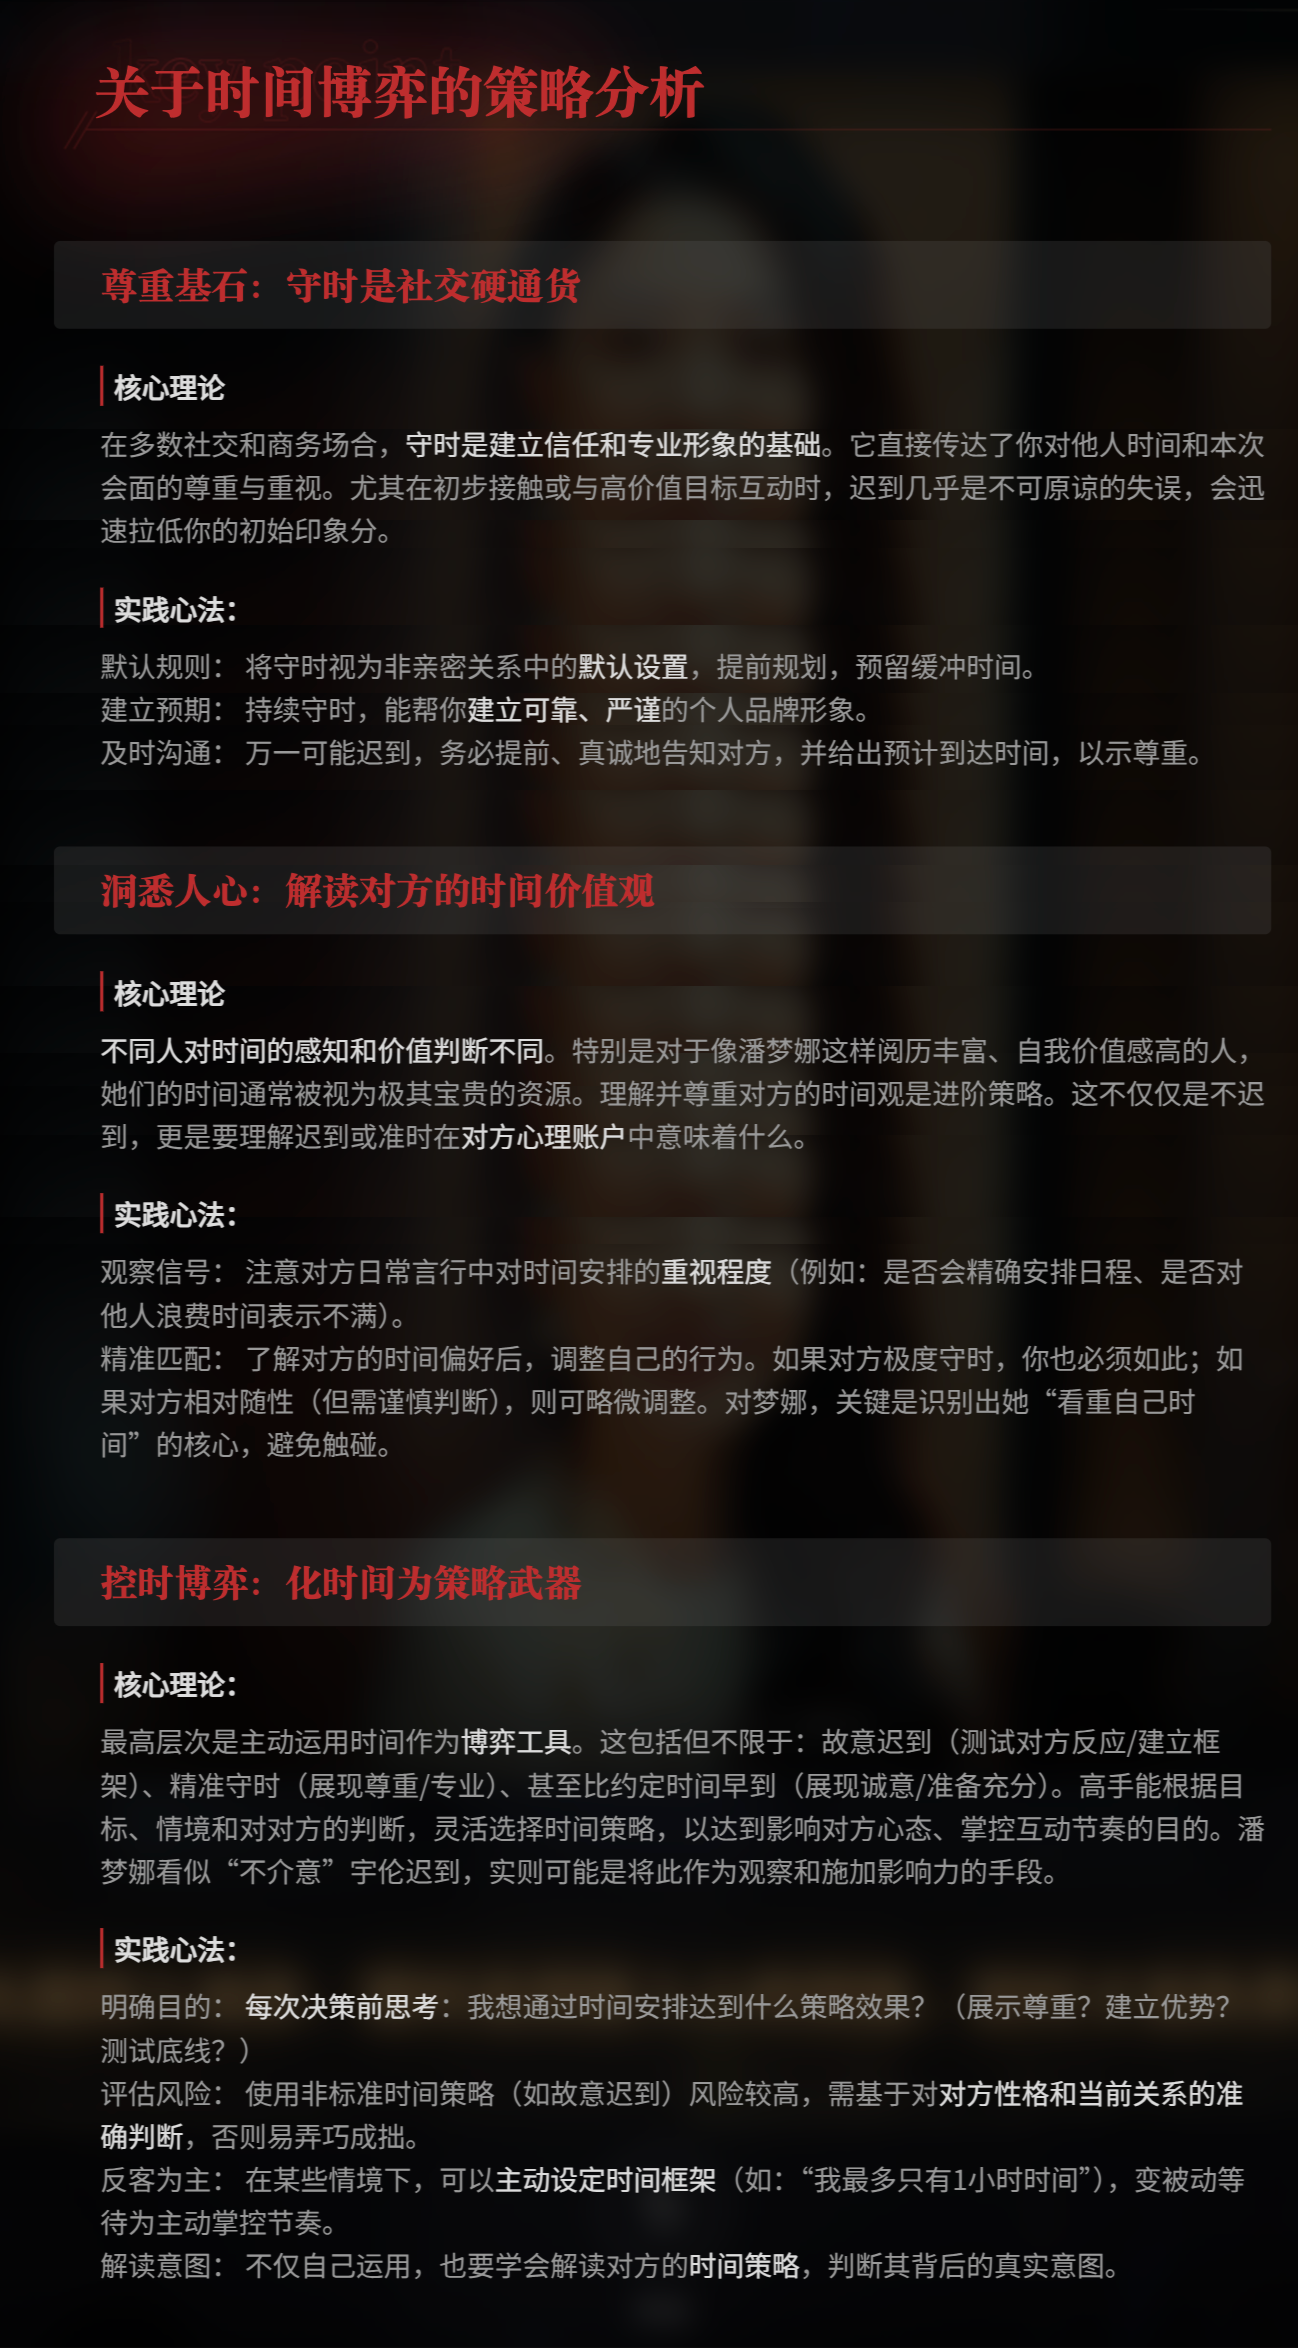 关于时间博弈的策略分析
尊重基石：守时是社交硬通货
核心理论
在多数社交和商务场合，守时是建立信任和专业形象的基础。它直接传达了你对他人时间和本次
会面的尊重与重视。尤其在初步接触或与高价值目标互动时，迟到几乎是不可原谅的失误，会迅
速拉低你的初始印象分。
实践心法：
默认规则： 将守时视为非亲密关系中的默认设置，提前规划，预留缓冲时间。
建立预期： 持续守时，能帮你建立可靠、严谨的个人品牌形象。
及时沟通： 万一可能迟到，务必提前、真诚地告知对方，并给出预计到达时间，以示尊重。
洞悉人心：解读对方的时间价值观
核心理论
不同人对时间的感知和价值判断不同。特别是对于像潘梦娜这样阅历丰富、自我价值感高的人，
她们的时间通常被视为极其宝贵的资源。理解并尊重对方的时间观是进阶策略。这不仅仅是不迟
到，更是要理解迟到或准时在对方心理账户中意味着什么。
实践心法：
观察信号： 注意对方日常言行中对时间安排的重视程度（例如：是否会精确安排日程、是否对
他人浪费时间表示不满）。
精准匹配： 了解对方的时间偏好后，调整自己的行为。如果对方极度守时，你也必须如此；如
果对方相对随性（但需谨慎判断），则可略微调整。对梦娜，关键是识别出她“看重自己时
间”的核心，避免触碰。
控时博弈：化时间为策略武器
核心理论：
最高层次是主动运用时间作为博弈工具。这包括但不限于：故意迟到（测试对方反应/建立框
架）、精准守时（展现尊重/专业）、甚至比约定时间早到（展现诚意/准备充分）。高手能根据目
标、情境和对对方的判断，灵活选择时间策略，以达到影响对方心态、掌控互动节奏的目的。潘
梦娜看似“不介意”宇伦迟到，实则可能是将此作为观察和施加影响力的手段。
实践心法：
明确目的： 每次决策前思考：我想通过时间安排达到什么策略效果？（展示尊重？建立优势？
测试底线？）
评估风险： 使用非标准时间策略（如故意迟到）风险较高，需基于对对方性格和当前关系的准
确判断，否则易弄巧成拙。
反客为主： 在某些情境下，可以主动设定时间框架（如：“我最多只有1小时时间”），变被动等
待为主动掌控节奏。
解读意图： 不仅自己运用，也要学会解读对方的时间策略，判断其背后的真实意图。